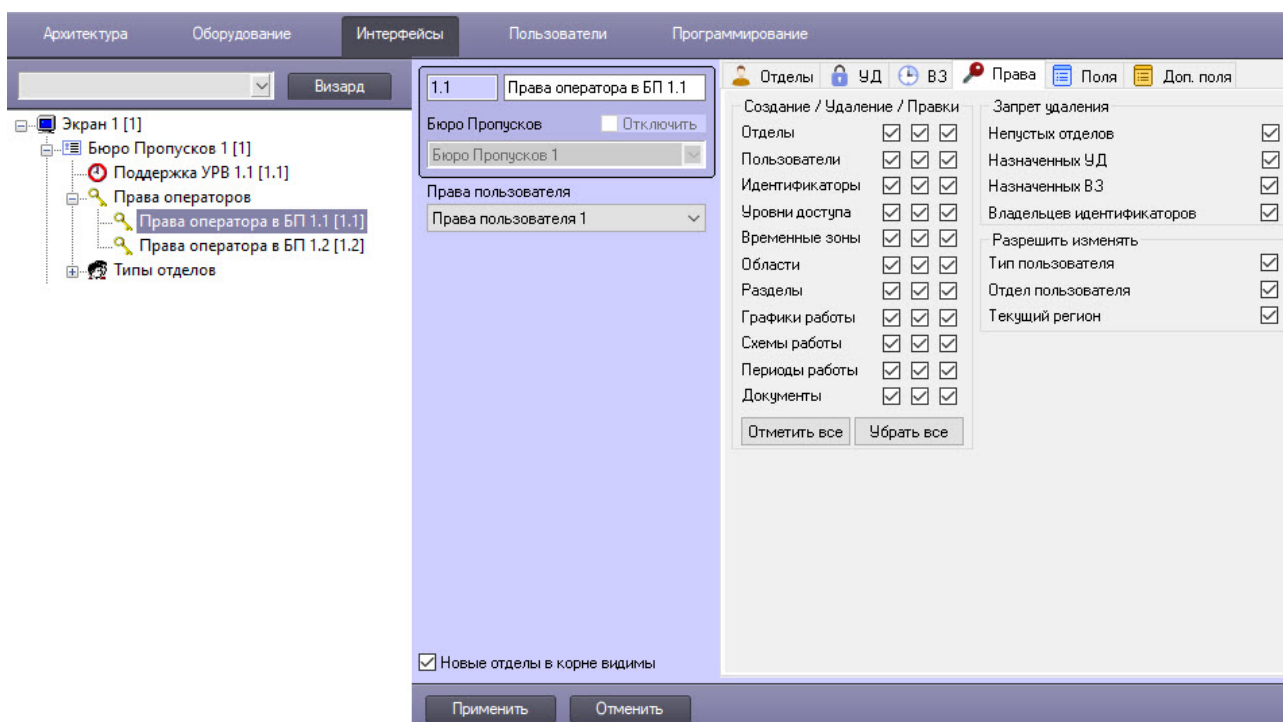 Архитектура Оборудование Интерфейсы Пользователи Программирование
Визард
Экран 1 [1]
Бюро Пропусков 1 [1]
Поддержка УРВ 1.1 [1.1]
Права операторов
Права оператора в БП 1.1 [1.1]
Права оператора в БП 1.2 [1.2]
Типы отделов
1.1 Права оператора в БП 1.1
Бюро Пропусков Отключить
Бюро Пропусков 1
Права пользователя
Права пользователя 1
Новые отделы в корне видимы
Отделы УД ВЗ Права Поля Доп. поля
Создание / Удаление / Правки
Отделы
Пользователи
Идентификаторы
Уровни доступа
Временные зоны
Области
Разделы
Графики работы
Схемы работы
Периоды работы
Документы
Отметить все Убрать все
Запрет удаления
Непустых отделов
Назначенных УД
Назначенных ВЗ
Владельцев идентификаторов
Разрешить изменять
Тип пользователя
Отдел пользователя
Текущий регион
Применить Отменить